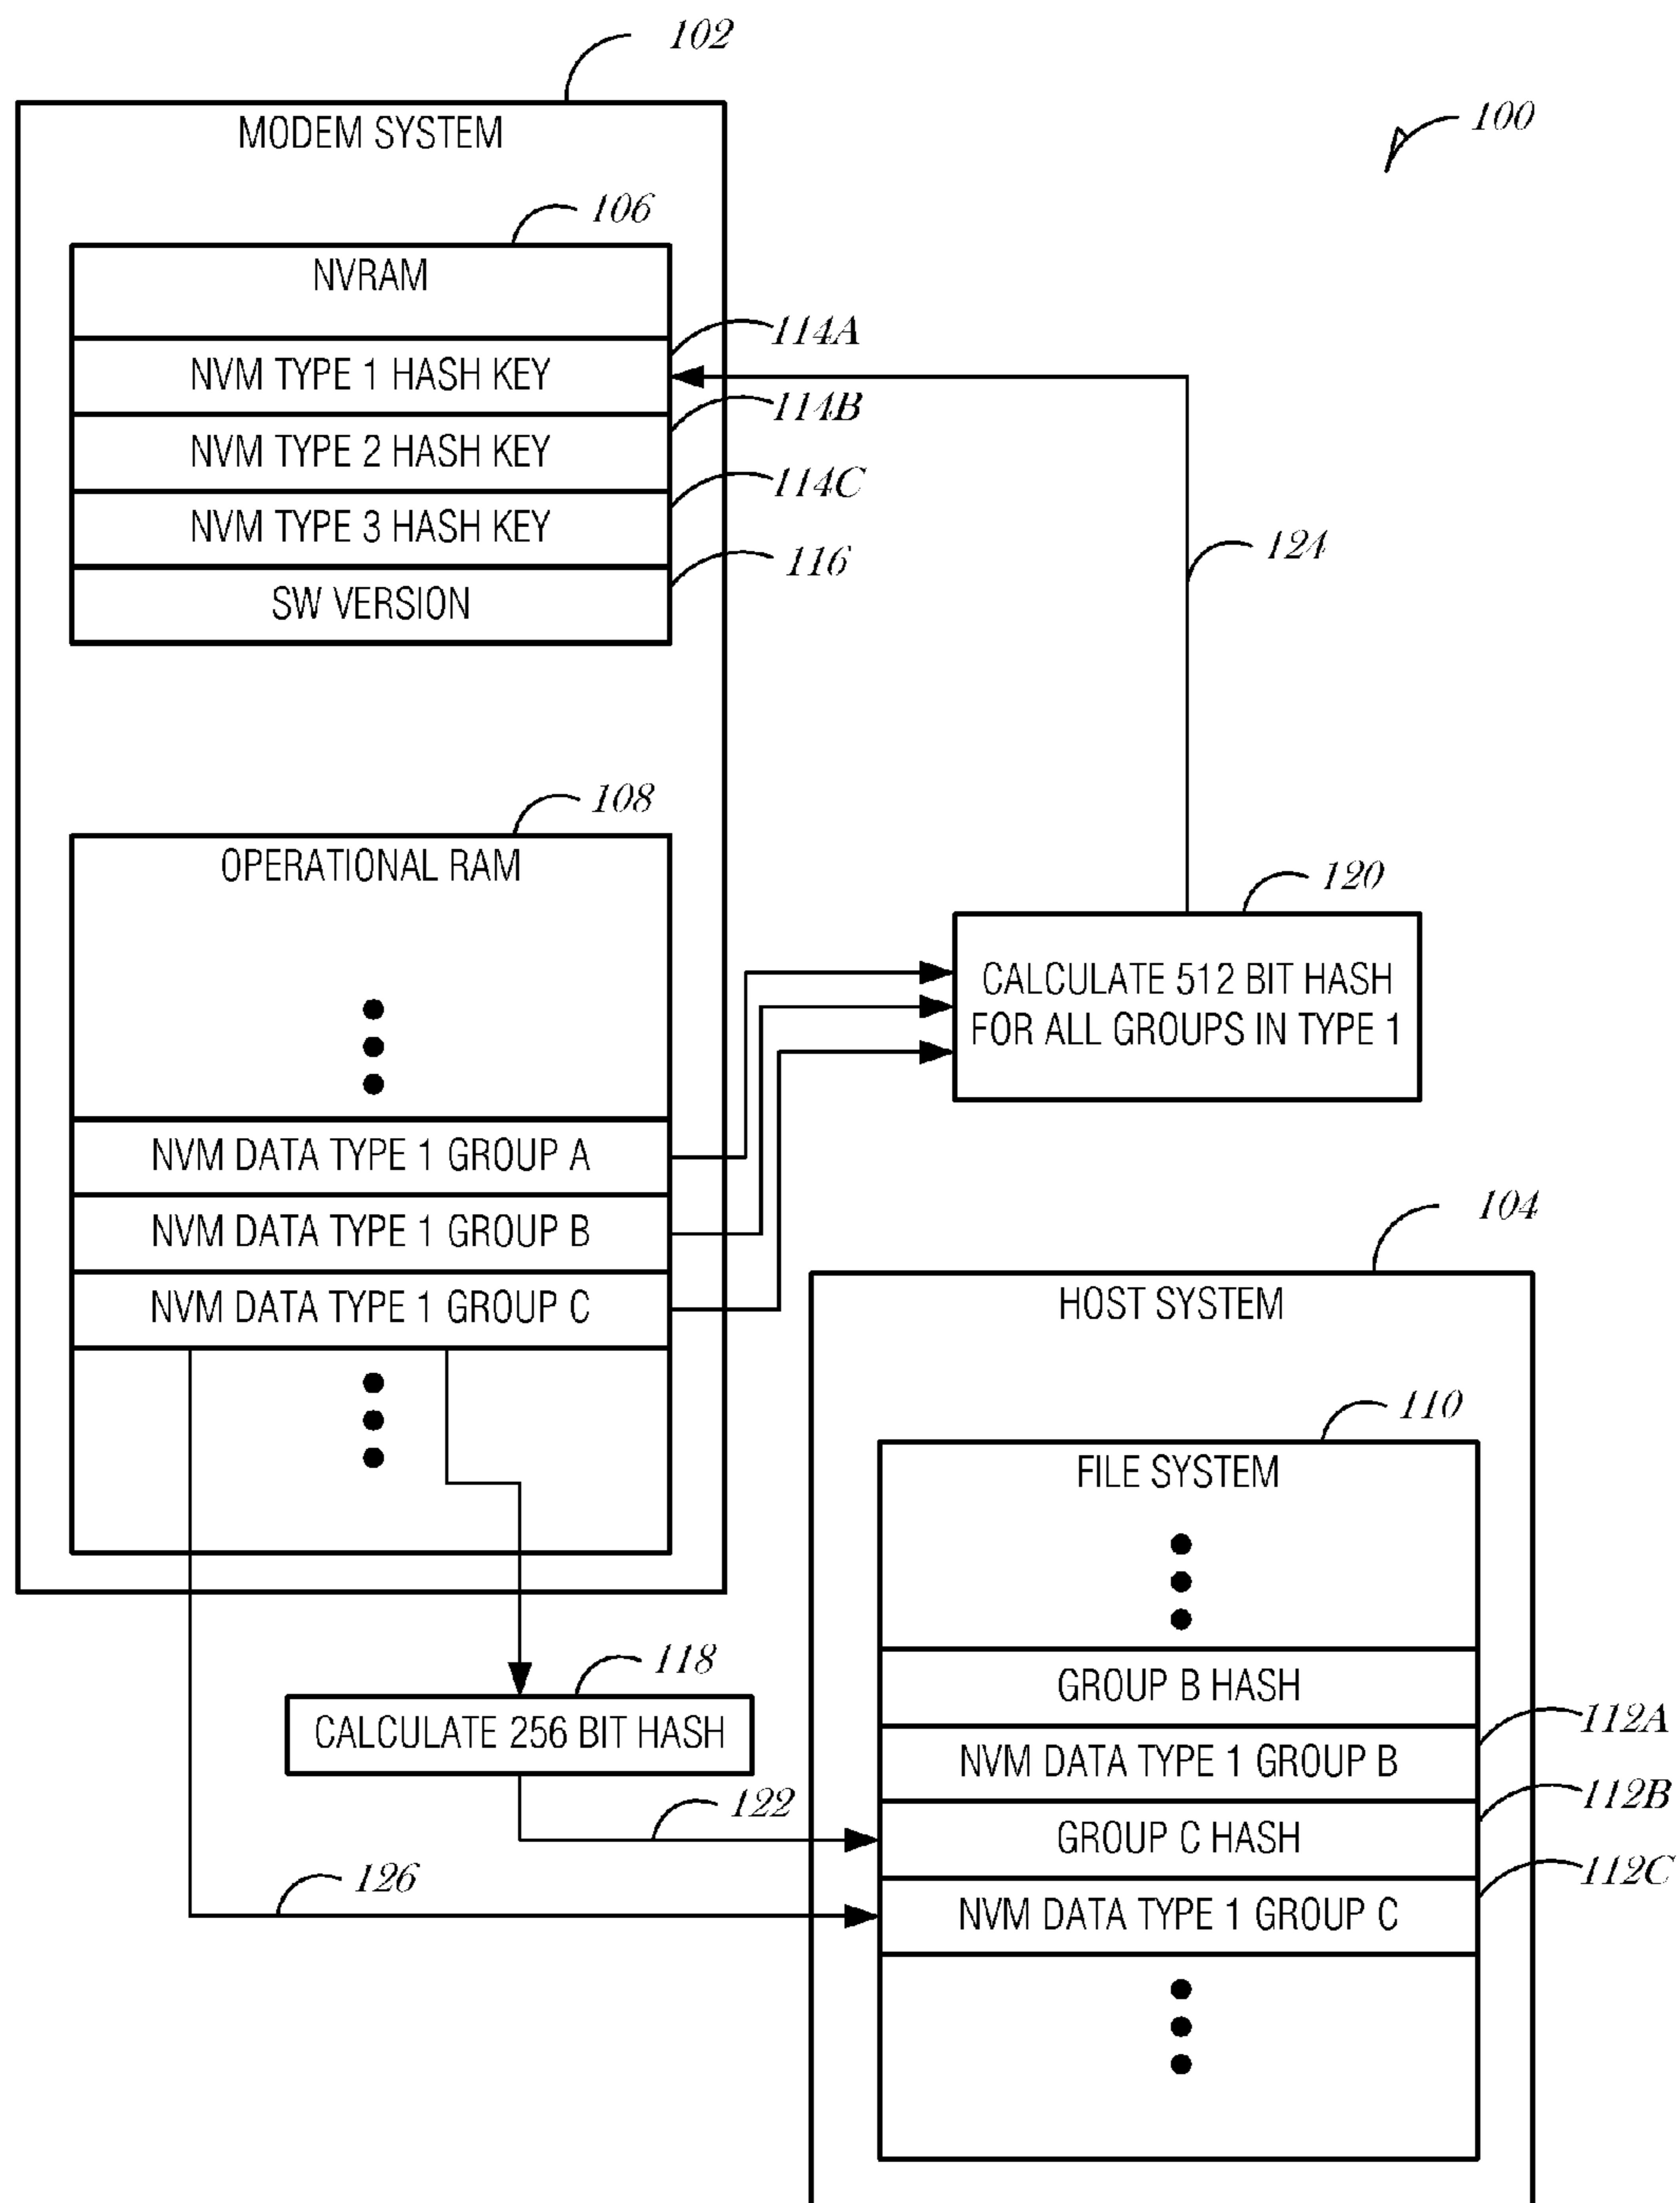 102
MODEM SYSTEM
100
106
NVRAM
114A
NVM TYPE 1 HASH KEY
114B
NVM TYPE 2 HASH KEY
114C
NVM TYPE 3 HASH KEY
124
116
SW VERSION
108
OPERATIONAL RAM
120
CALCULATE 512 BIT HASH
FOR ALL GROUPS IN TYPE 1
NVM DATA TYPE 1 GROUP A
NVM DATA TYPE 1 GROUP B
NVM DATA TYPE 1 GROUP C
104
HOST SYSTEM
110
FILE SYSTEM
118
CALCULATE 256 BIT HASH
GROUP B HASH
112A
NVM DATA TYPE 1 GROUP B
112B
122
GROUP C HASH
112C
126
NVM DATA TYPE 1 GROUP C